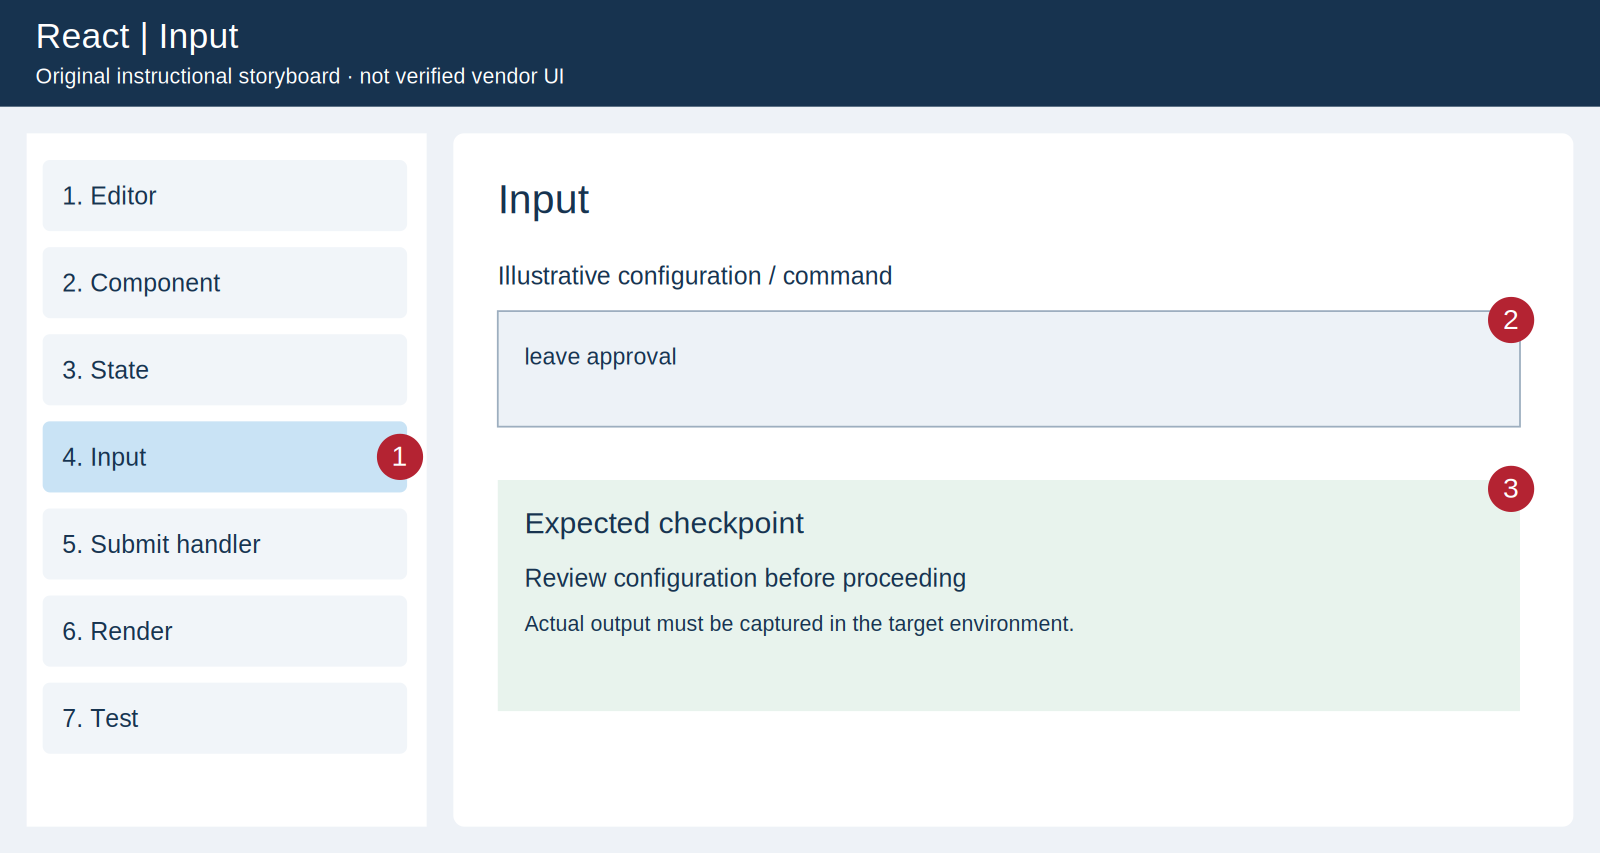 React | Input
Original instructional storyboard · not verified vendor UI
1. Editor
2. Component
3. State
4. Input
1
5. Submit handler
6. Render
7. Test
Input
Illustrative configuration / command
2
leave approval
3
Expected checkpoint
Review configuration before proceeding
Actual output must be captured in the target environment.